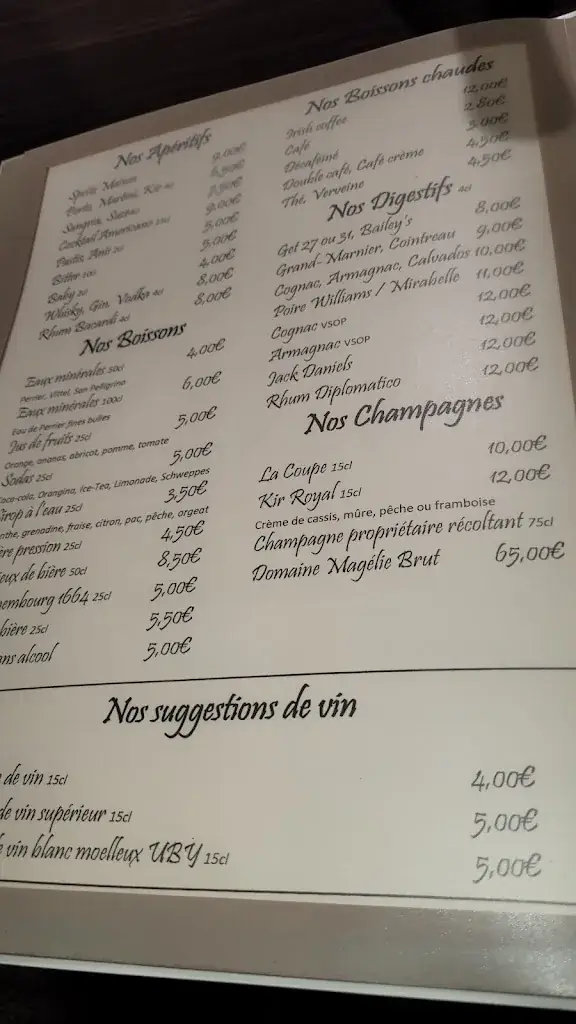 Nos Apéritifs
Spritz Maison 9,00€
Porto, Martini, Kir
Sangria, Suze
Cocktail Américano 9,00€
Pastis, Anis 2cl 5,00€
Bitter 10cl 5,00€
Baby 2cl 4,00€
Whisky, Gin, Vodka 4cl 8,00€
Rhum Bacardi 4cl 8,00€
Nos Boissons
Eaux minérales 50cl 4,00€
Perrier, Vittel, San Pellegrino
Eaux minérales 100cl 6,00€
Eau de Perrier fines bulles
Jus de fruits 25cl 5,00€
Orange, ananas, abricot, pomme, tomate
Sodas 25cl 5,00€
Coca-cola, Orangina, Ice-Tea, Limonade, Schweppes
Sirop à l'eau 25cl 3,50€
nthe, grenadine, fraise, citron, pac, pêche, orgeat
ère pression 25cl 4,50€
eux de bière 50cl 8,50€
nembourg 1664 25cl 5,00€
bière 25cl 5,50€
ans alcool 5,00€
Nos Boissons chaudes
Irish coffee 12,00€
Café 2,80€
Décaféiné 3,00€
Double café, Café crème 4,50€
Thé, Verveine 4,50€
Nos Digestifs 4cl
Get 27 ou 31, Bailey's 8,00€
Grand-Marnier, Cointreau 9,00€
Cognac, Armagnac, Calvados 10,00€
Poire Williams / Mirabelle 11,00€
Cognac VSOP 12,00€
Armagnac VSOP 12,00€
Jack Daniels 12,00€
Rhum Diplomatico 12,00€
Nos Champagnes
La Coupe 15cl 10,00€
Kir Royal 15cl 12,00€
Crème de cassis, mûre, pêche ou framboise
Champagne propriétaire récoltant 75cl
Domaine Magélie Brut 65,00€
Nos suggestions de vin
de vin 15cl 4,00€
de vin supérieur 15cl 5,00€
vin blanc moelleux UBY 15cl 5,00€